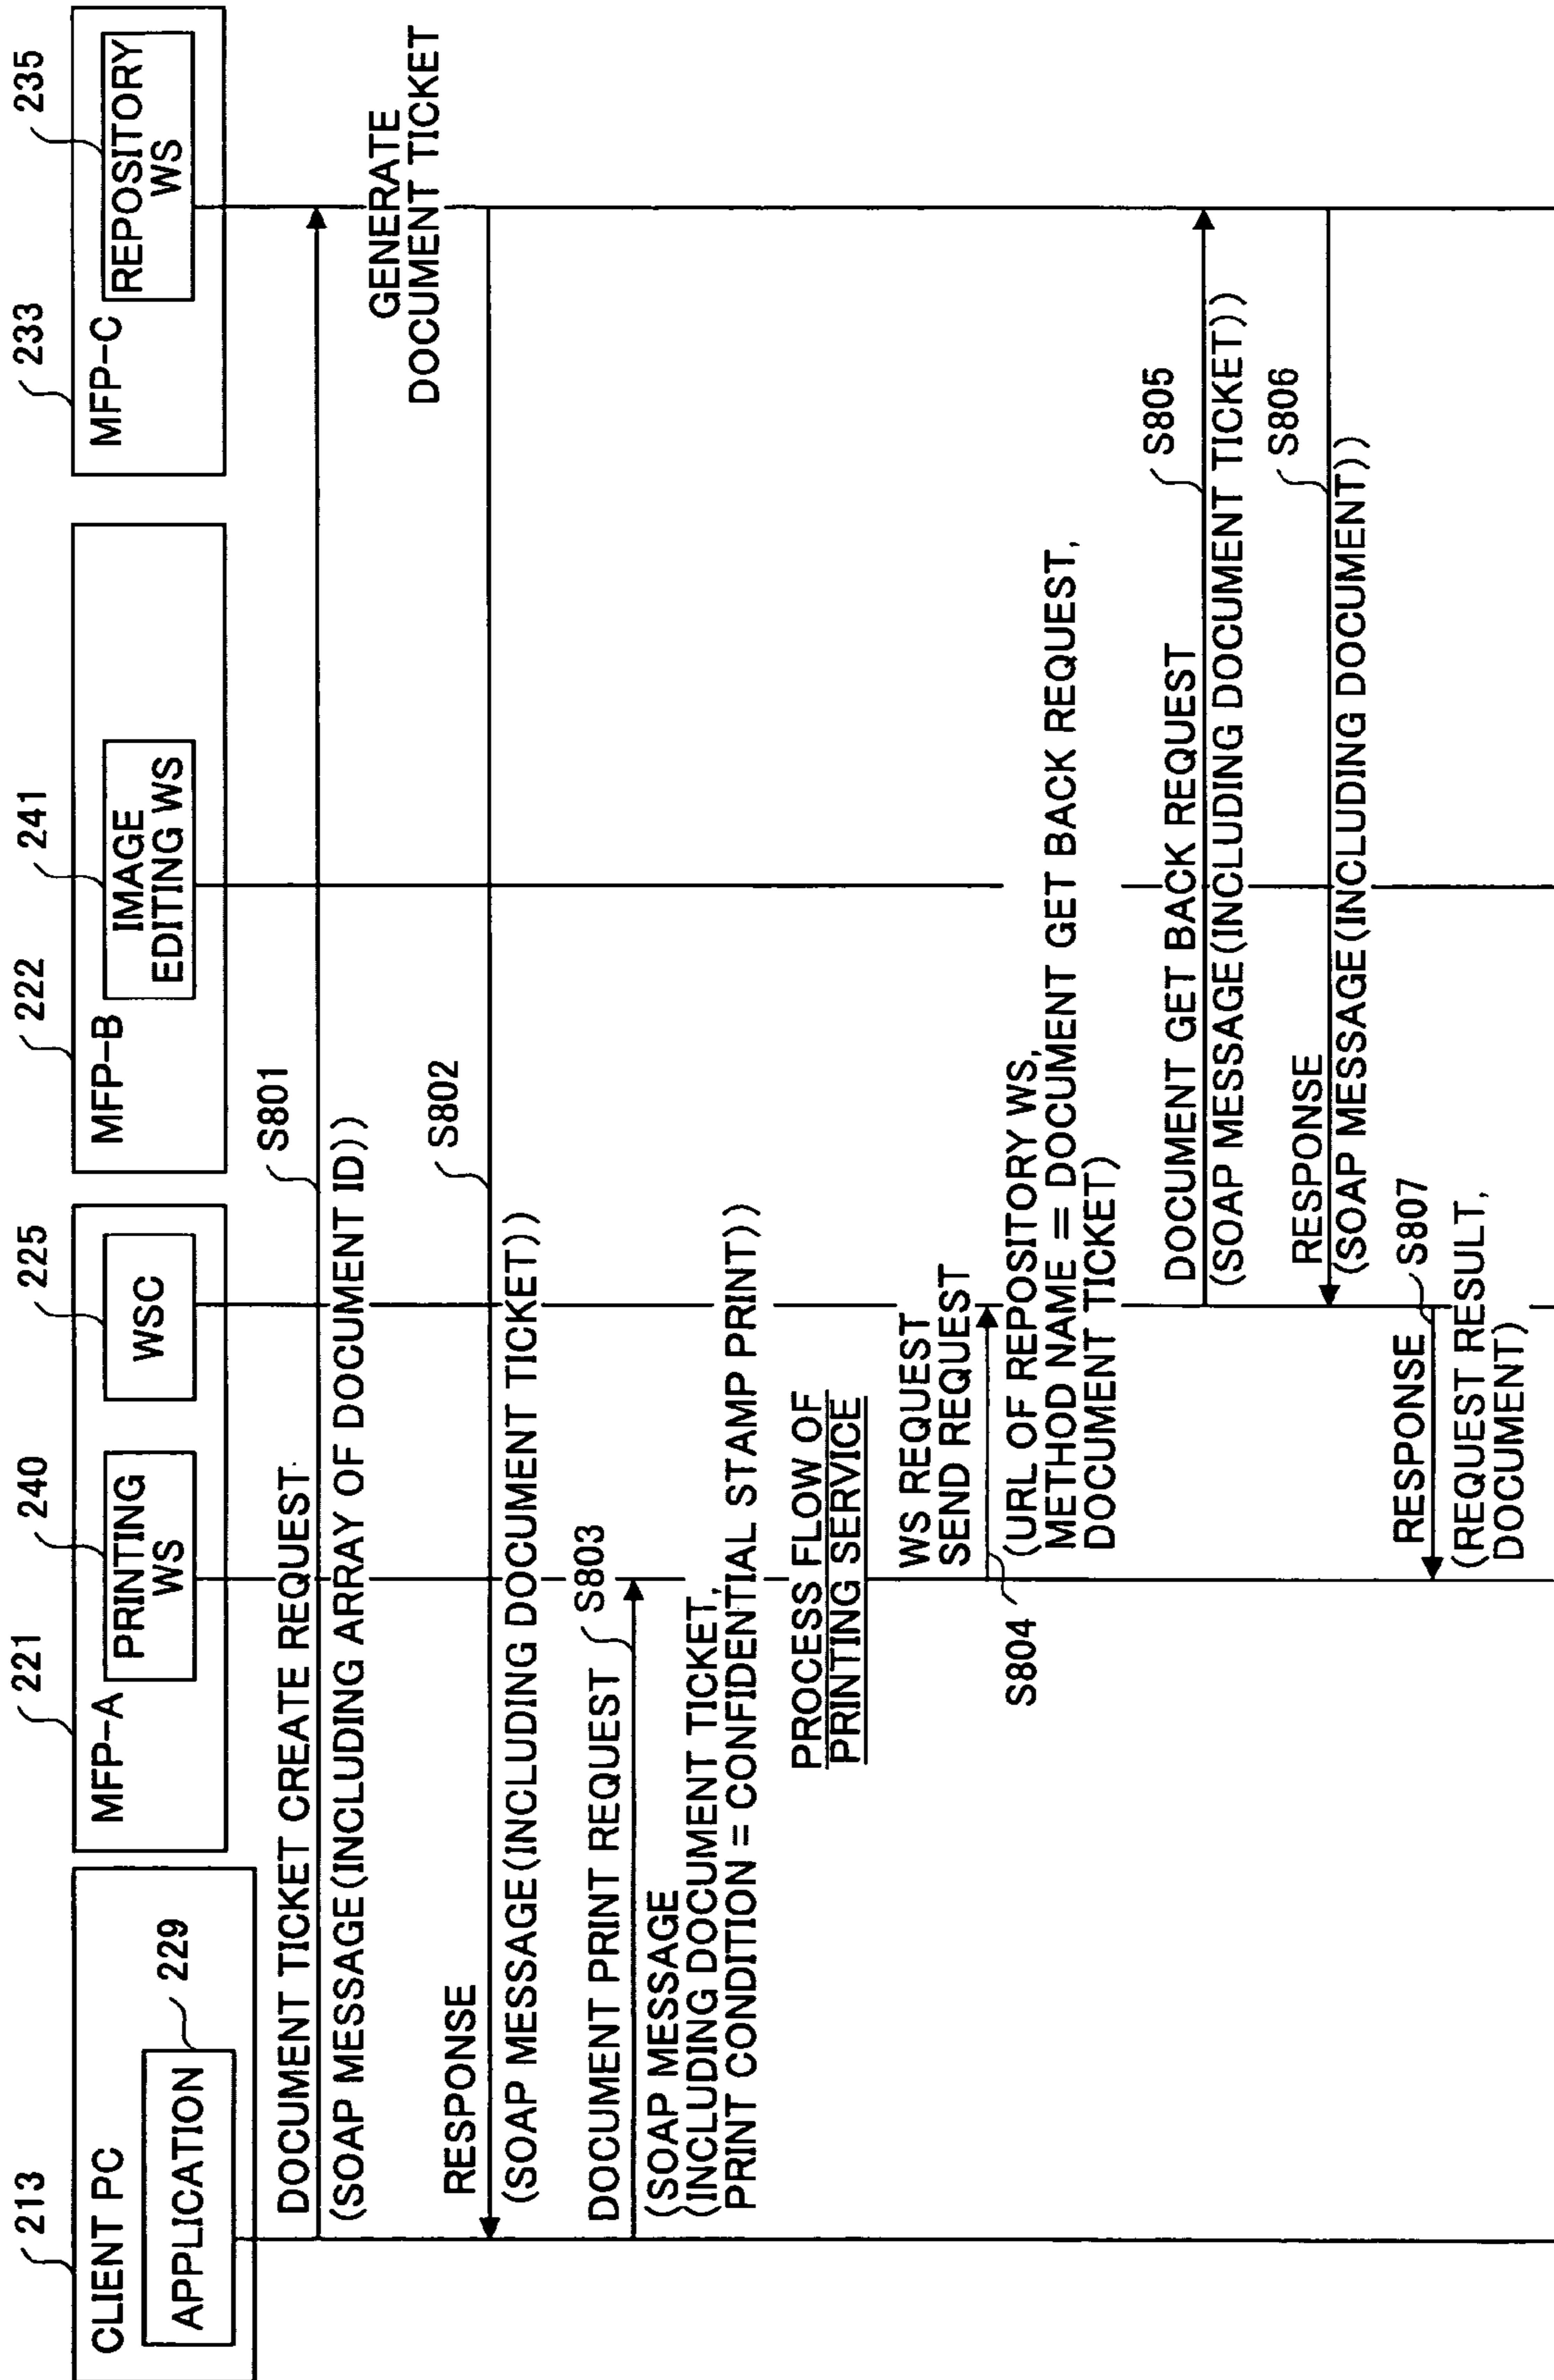 213
CLIENT PC
APPLICATION
229
221
MFP-A
240
PRINTING
WS
225
WSC
222
MFP-B
241
IMAGE
EDITING WS
233
MFP-C
235
REPOSITORY
WS
DOCUMENT TICKET CREATE REQUEST
S801
(SOAP MESSAGE(INCLUDING ARRAY OF DOCUMENT ID))
GENERATE
DOCUMENT TICKET
RESPONSE
S802
(SOAP MESSAGE(INCLUDING DOCUMENT TICKET))
DOCUMENT PRINT REQUEST
S803
(SOAP MESSAGE
(INCLUDING DOCUMENT TICKET,
PRINT CONDITION = CONFIDENTIAL STAMP PRINT))
PROCESS FLOW OF
PRINTING SERVICE
WS REQUEST
SEND REQUEST
S804
(URL OF REPOSITORY WS,
METHOD NAME = DOCUMENT GET BACK REQUEST,
DOCUMENT TICKET)
DOCUMENT GET BACK REQUEST
S805
(SOAP MESSAGE(INCLUDING DOCUMENT TICKET))
RESPONSE
S806
(SOAP MESSAGE(INCLUDING DOCUMENT))
RESPONSE
S807
(REQUEST RESULT,
DOCUMENT)